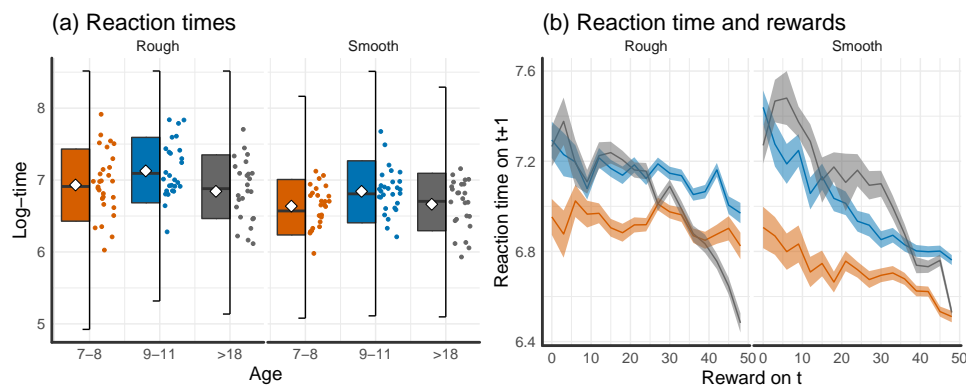 (a) Reaction times
Rough
Smooth
Log−time
8
7
6
5
7−8
9−11
>18
7−8
9−11
>18
Age
(b) Reaction time and rewards
Rough
Smooth
Reaction time on t+1
7.6
7.2
6.8
6.4
0 10 20 30 40 50
0 10 20 30 40 50
Reward on t